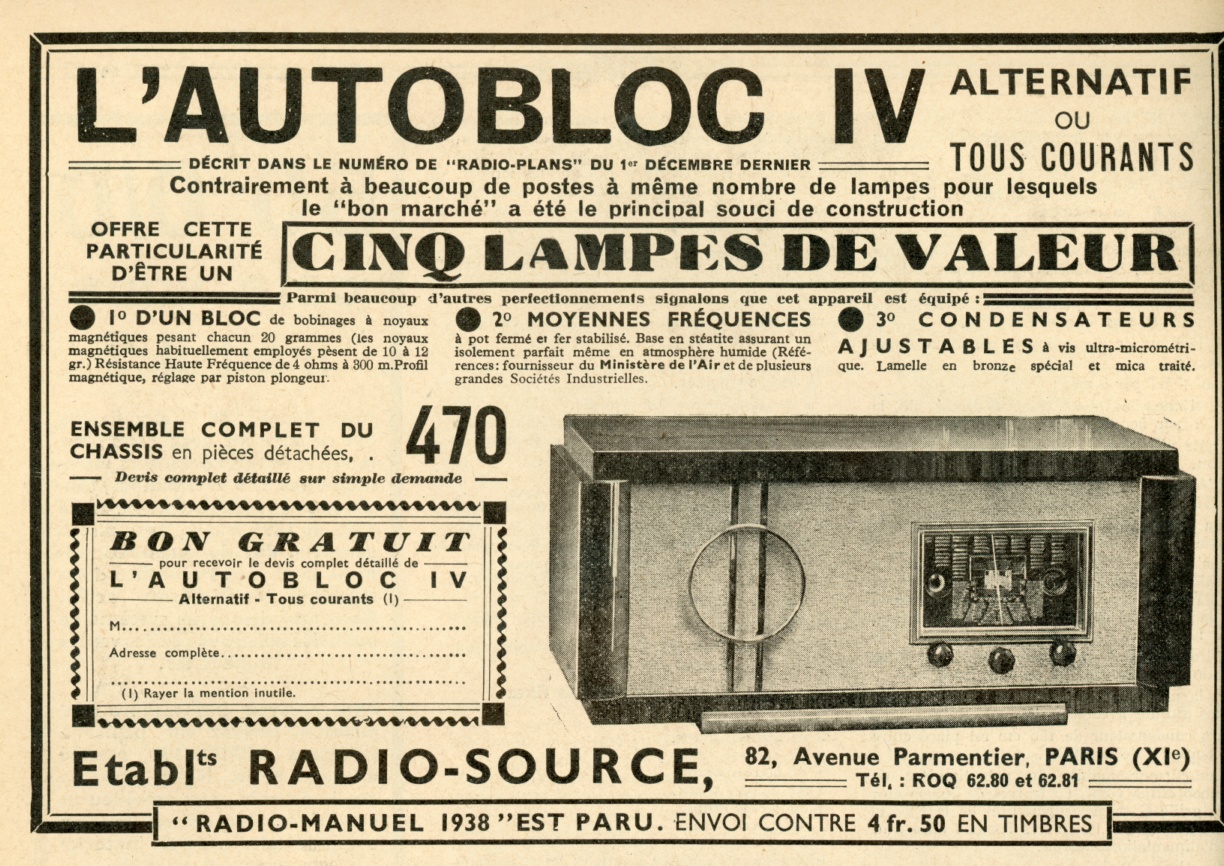 L'AUTOBLOC IV
ALTERNATIF
OU
TOUS COURANTS
DÉCRIT DANS LE NUMÉRO DE "RADIO-PLANS" DU 1er DÉCEMBRE DERNIER
Contrairement à beaucoup de postes à même nombre de lampes pour lesquels
le "bon marché" a été le principal souci de construction
OFFRE CETTE
PARTICULARITÉ
D'ÊTRE UN
CINQ LAMPES DE VALEUR
Parmi beaucoup d'autres perfectionnements signalons que cet appareil est équipé :
● 1º D'UN BLOC de bobinages à noyaux
magnétiques pesant chacun 20 grammes (les noyaux
magnétiques habituellement employés pèsent de 10 à 12
gr.) Résistance Haute Fréquence de 4 ohms à 300 m. Profil
magnétique, réglage par piston plongeur.
● 2º MOYENNES FRÉQUENCES
à pot fermé et fer stabilisé. Base en stéatite assurant un
isolement parfait même en atmosphère humide (Réfé-
rences: fournisseur du Ministère de l'Air et de plusieurs
grandes Sociétés Industrielles.
● 3º CONDENSATEURS
AJUSTABLES à vis ultra-micrométri-
que. Lamelle en bronze spécial et mica traité.
ENSEMBLE COMPLET DU
CHASSIS en pièces détachées, .
470
Devis complet détaillé sur simple demande
BON GRATUIT
pour recevoir le devis complet détaillé de
L'AUTOBLOC IV
Alternatif - Tous courants (1)
M..................................................
Adresse complète..................................
..................................................
(1) Rayer la mention inutile.
Etablts RADIO-SOURCE,
82, Avenue Parmentier, PARIS (XIe)
Tél. : ROQ 62.80 et 62.81
"RADIO-MANUEL 1938" EST PARU. ENVOI CONTRE 4 fr. 50 EN TIMBRES